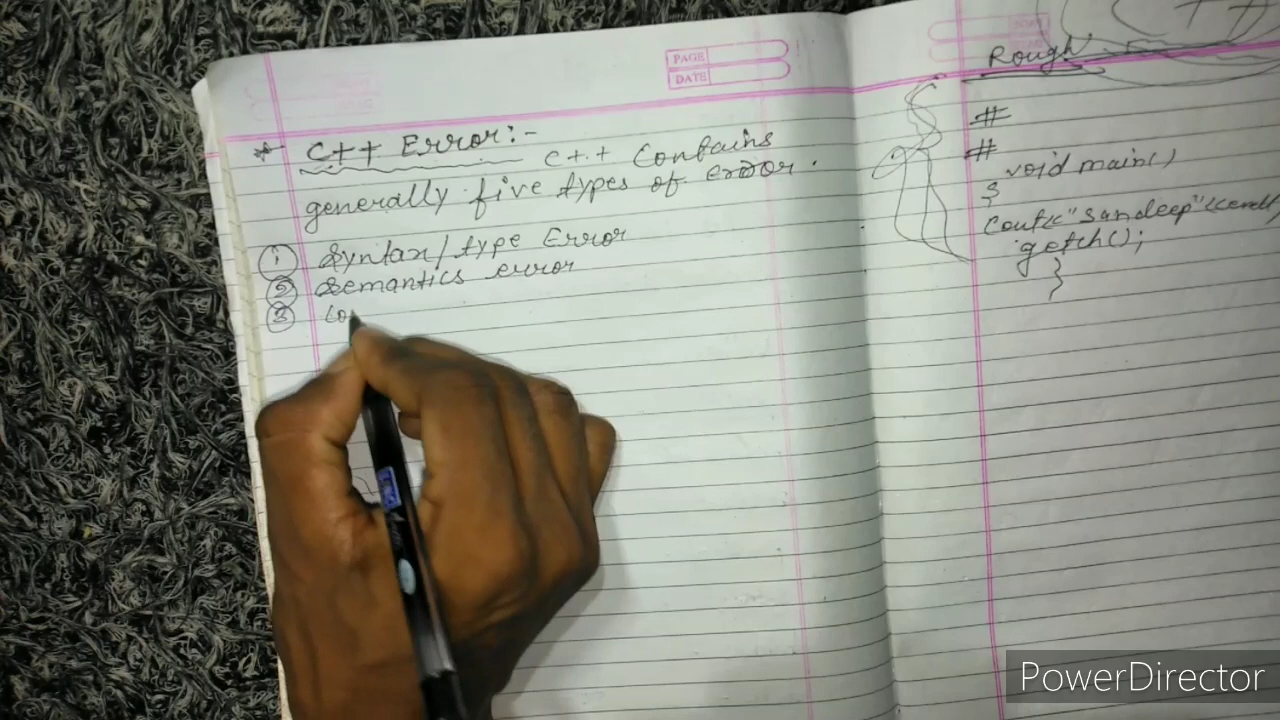 PAGE
DATE
* C++ Error:- C++ Contains
generally five types of error.
① Syntax/type Error
② Semantics error
③ Lo
Rough
#
#
void main()
{
cout<<"Sandeep"<<endl;
getch();
}
PowerDirector